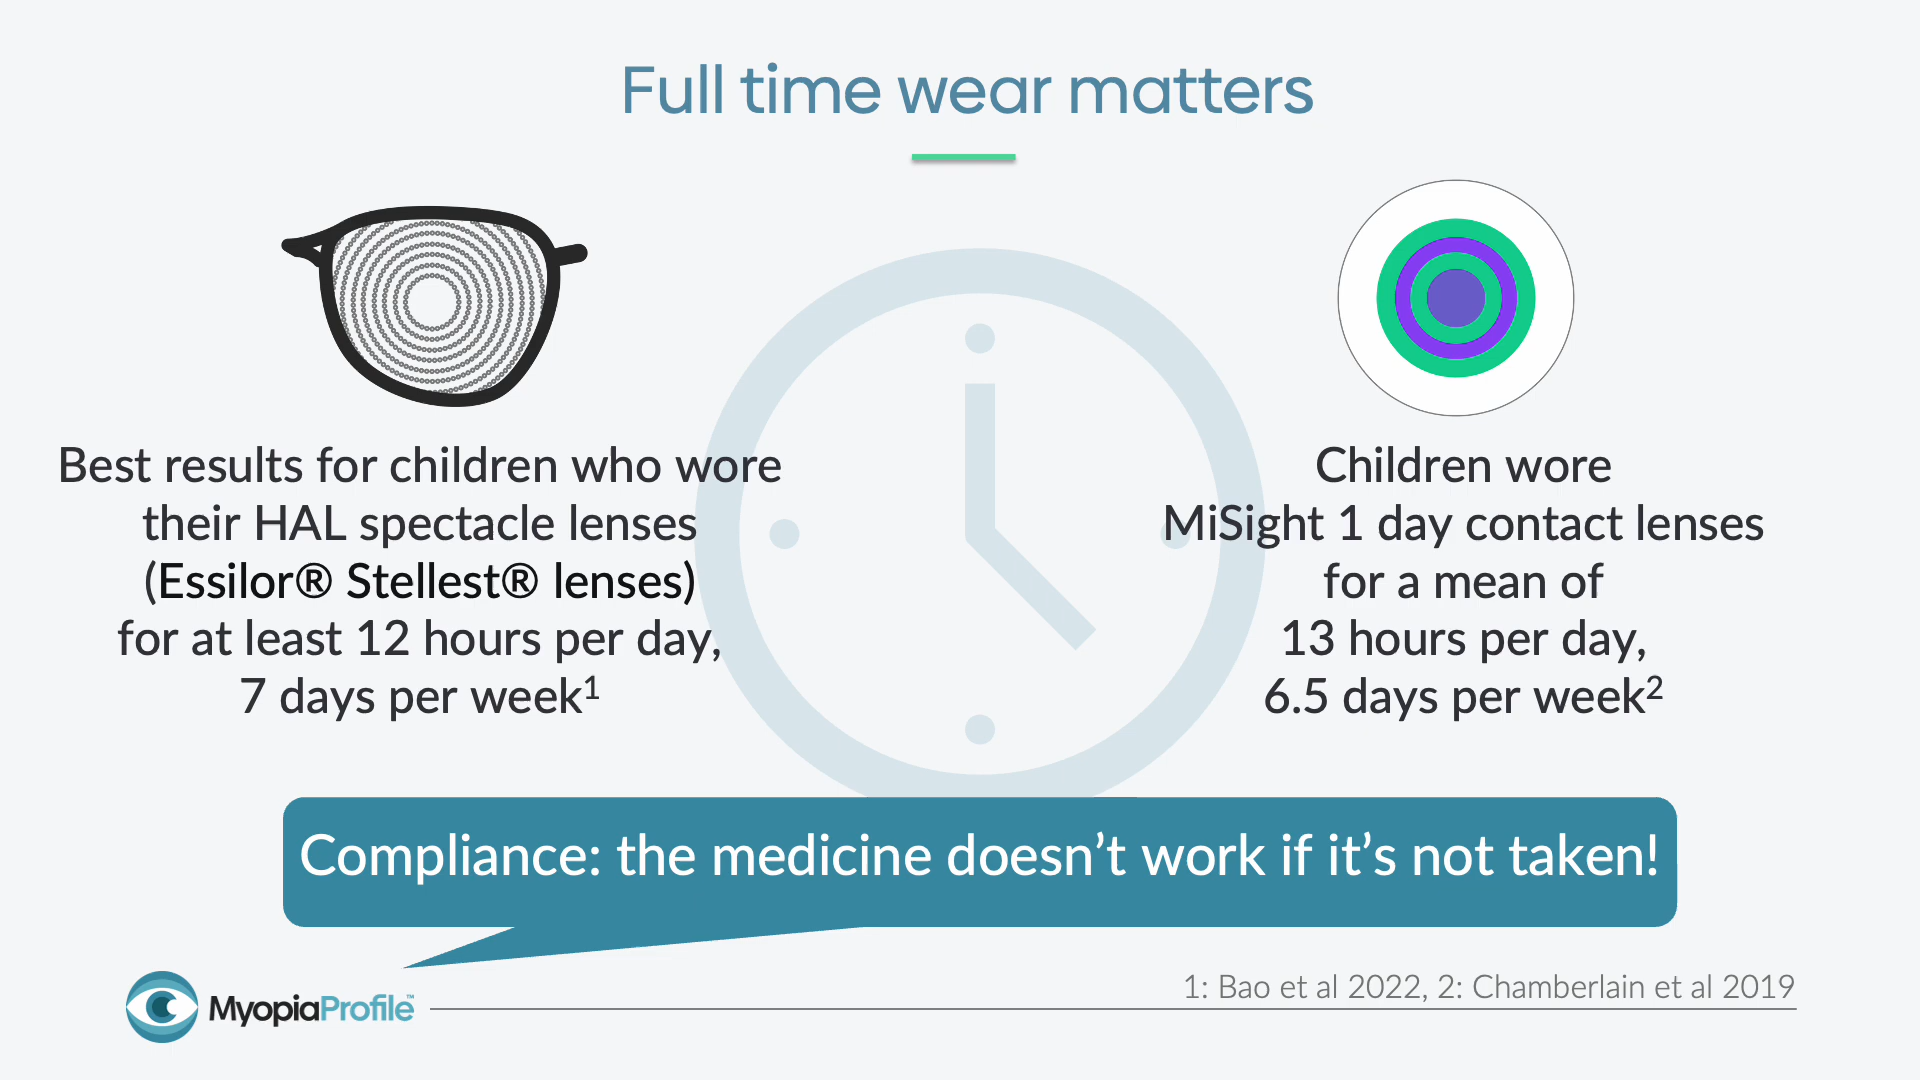 Full time wear matters
Best results for children who wore
their HAL spectacle lenses
(Essilor® Stellest® lenses)
for at least 12 hours per day,
7 days per week¹
Children wore
MiSight 1 day contact lenses
for a mean of
13 hours per day,
6.5 days per week²
Compliance: the medicine doesn’t work if it’s not taken!
1: Bao et al 2022, 2: Chamberlain et al 2019
MyopiaProfile™